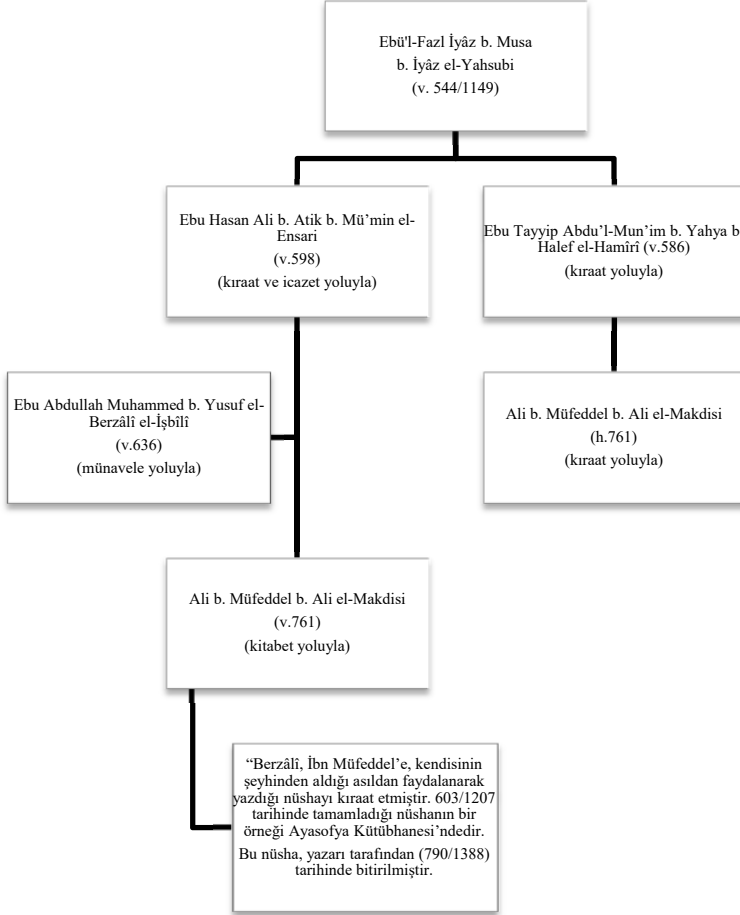 Ebü'l-Fazl İyâz b. Musa
b. İyâz el-Yahsubi
(v. 544/1149)
Ebu Hasan Ali b. Atik b. Mü’min el-
Ensari
(v.598)
(kıraat ve icazet yoluyla)
Ebu Tayyip Abdu’l-Mun’im b. Yahya b.
Halef el-Hamîrî (v.586)
(kıraat yoluyla)
Ebu Abdullah Muhammed b. Yusuf el-
Berzâlî el-İşbîlî
(v.636)
(münavele yoluyla)
Ali b. Müfeddel b. Ali el-Makdisi
(h.761)
(kıraat yoluyla)
Ali b. Müfeddel b. Ali el-Makdisi
(v.761)
(kitabet yoluyla)
“Berzâlî, İbn Müfeddel’e, kendisinin
şeyhinden aldığı asıldan faydalanarak
yazdığı nüshayı kıraat etmiştir. 603/1207
tarihinde tamamladığı nüshanın bir
örneği Ayasofya Kütübhanesi’ndedir.
Bu nüsha, yazarı tarafından (790/1388)
tarihinde bitirilmiştir.